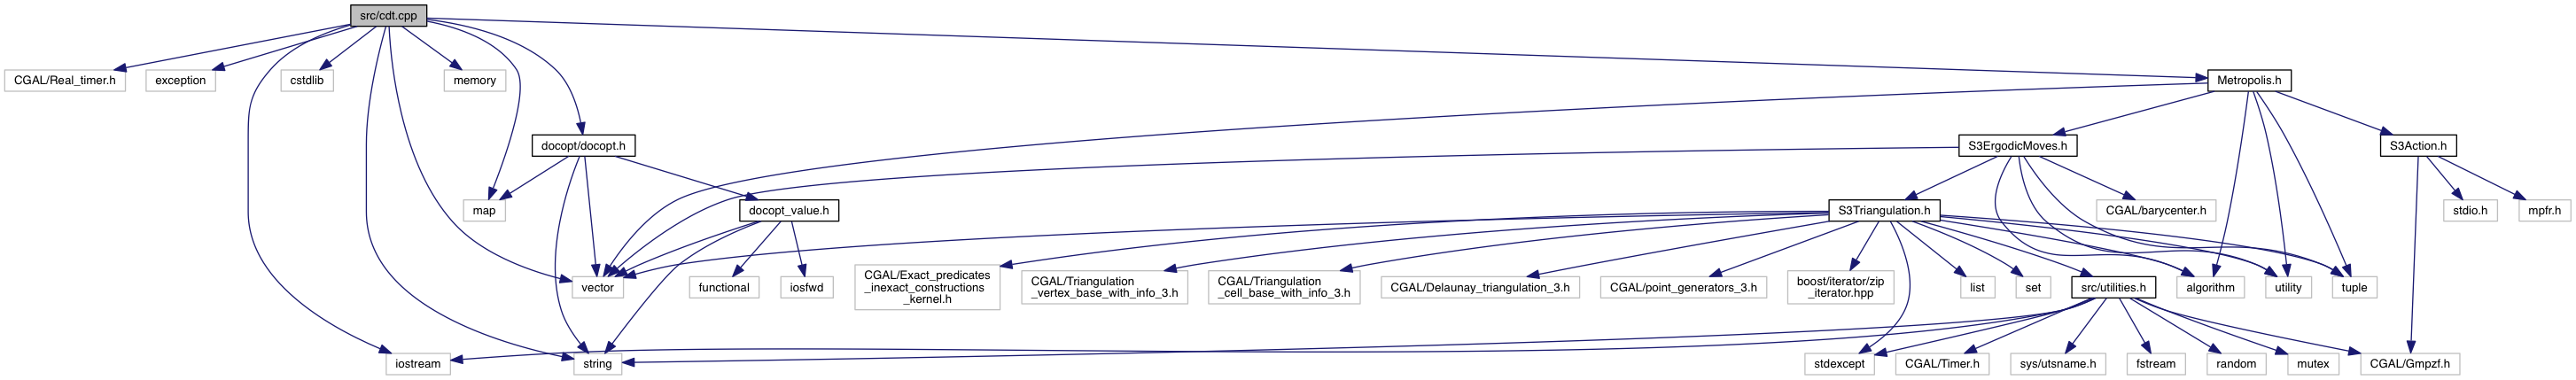 src/cdt.cpp
CGAL/Real_timer.h
exception
cstdlib
memory
Metropolis.h
docopt/docopt.h
S3ErgodicMoves.h
S3Action.h
map
docopt_value.h
S3Triangulation.h
CGAL/barycenter.h
stdio.h
mpfr.h
vector
functional
iosfwd
CGAL/Exact_predicates
_inexact_constructions
_kernel.h
CGAL/Triangulation
_vertex_base_with_info_3.h
CGAL/Triangulation
_cell_base_with_info_3.h
CGAL/Delaunay_triangulation_3.h
CGAL/point_generators_3.h
boost/iterator/zip
_iterator.hpp
list
set
src/utilities.h
algorithm
utility
tuple
iostream
string
stdexcept
CGAL/Timer.h
sys/utsname.h
fstream
random
mutex
CGAL/Gmpzf.h